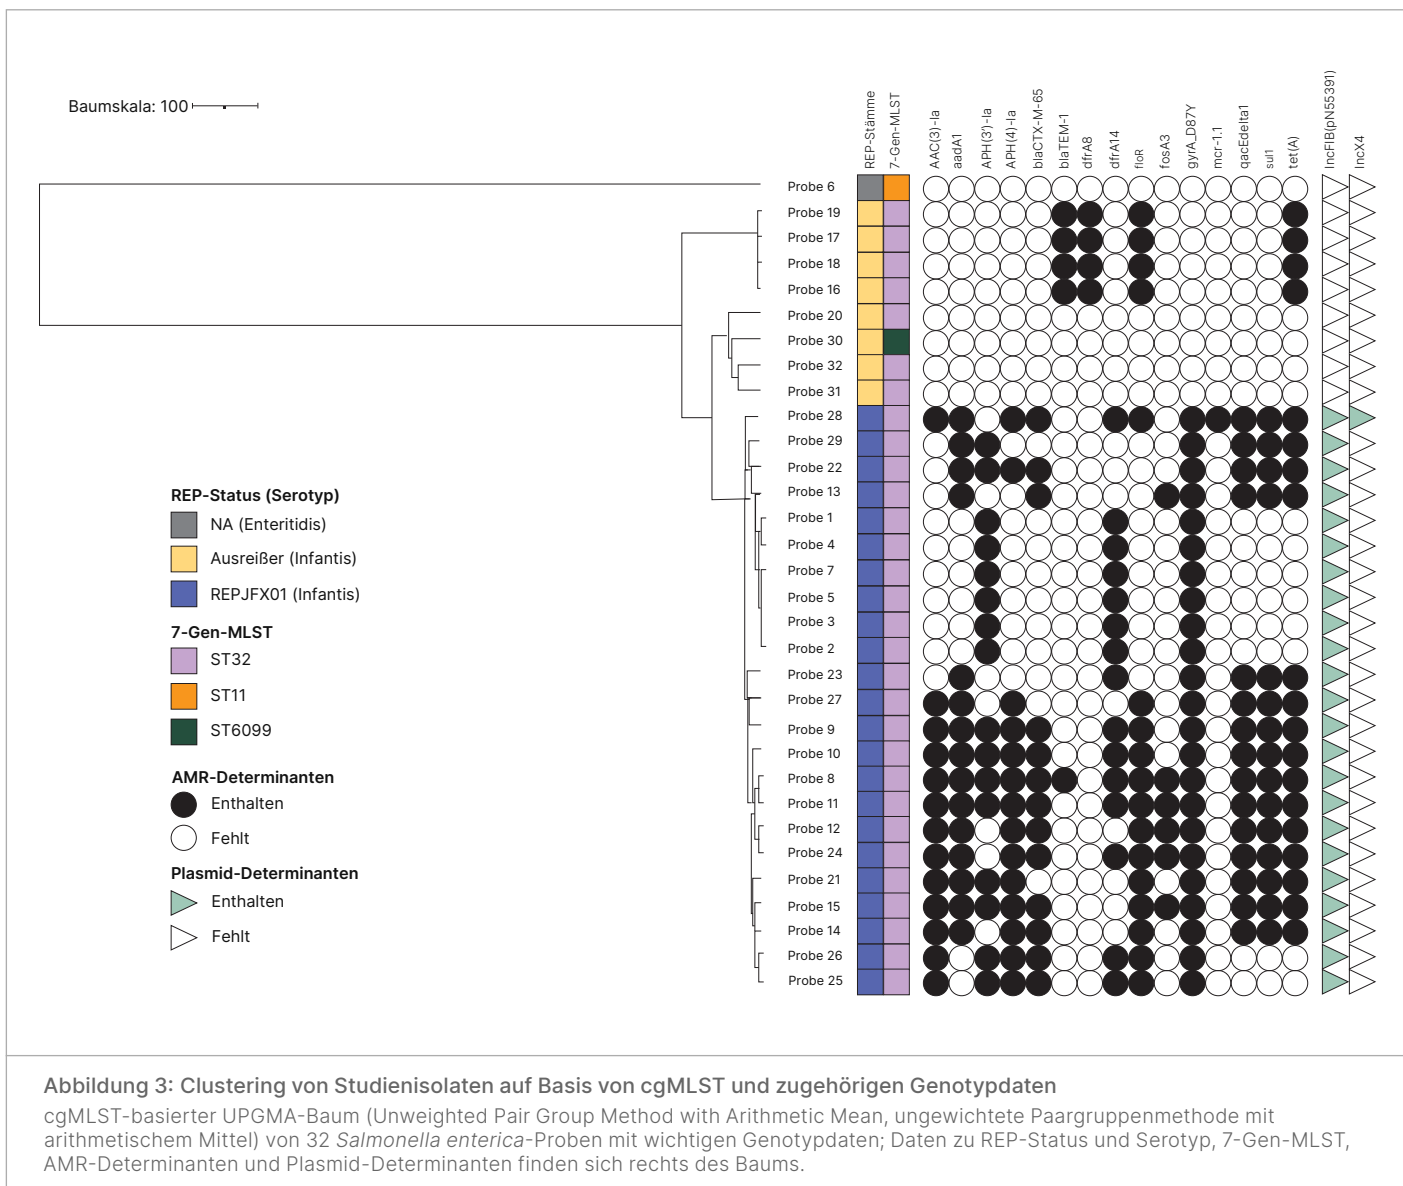 Baumskala: 100
REP-Stämme
7-Gen-MLST
AAC(3)-Ia
aadA1
APH(3')-Ia
APH(4)-Ia
blaCTX-M-65
blaTEM-1
dfrA8
dfrA14
floR
fosA3
gyrA_D87Y
mcr-1.1
qacEdelta1
sul1
tet(A)
IncFIB(pN55391)
IncX4
Probe 6
Probe 19
Probe 17
Probe 18
Probe 16
Probe 20
Probe 30
Probe 32
Probe 31
Probe 28
Probe 29
Probe 22
Probe 13
Probe 1
Probe 4
Probe 7
Probe 5
Probe 3
Probe 2
Probe 23
Probe 27
Probe 9
Probe 10
Probe 8
Probe 11
Probe 12
Probe 24
Probe 21
Probe 15
Probe 14
Probe 26
Probe 25
REP-Status (Serotyp)
NA (Enteritidis)
Ausreißer (Infantis)
REPJFX01 (Infantis)
7-Gen-MLST
ST32
ST11
ST6099
AMR-Determinanten
Enthalten
Fehlt
Plasmid-Determinanten
Enthalten
Fehlt
Abbildung 3: Clustering von Studienisolaten auf Basis von cgMLST und zugehörigen Genotypdaten
cgMLST-basierter UPGMA-Baum (Unweighted Pair Group Method with Arithmetic Mean, ungewichtete Paargruppenmethode mit
arithmetischem Mittel) von 32 Salmonella enterica-Proben mit wichtigen Genotypdaten; Daten zu REP-Status und Serotyp, 7-Gen-MLST,
AMR-Determinanten und Plasmid-Determinanten finden sich rechts des Baums.